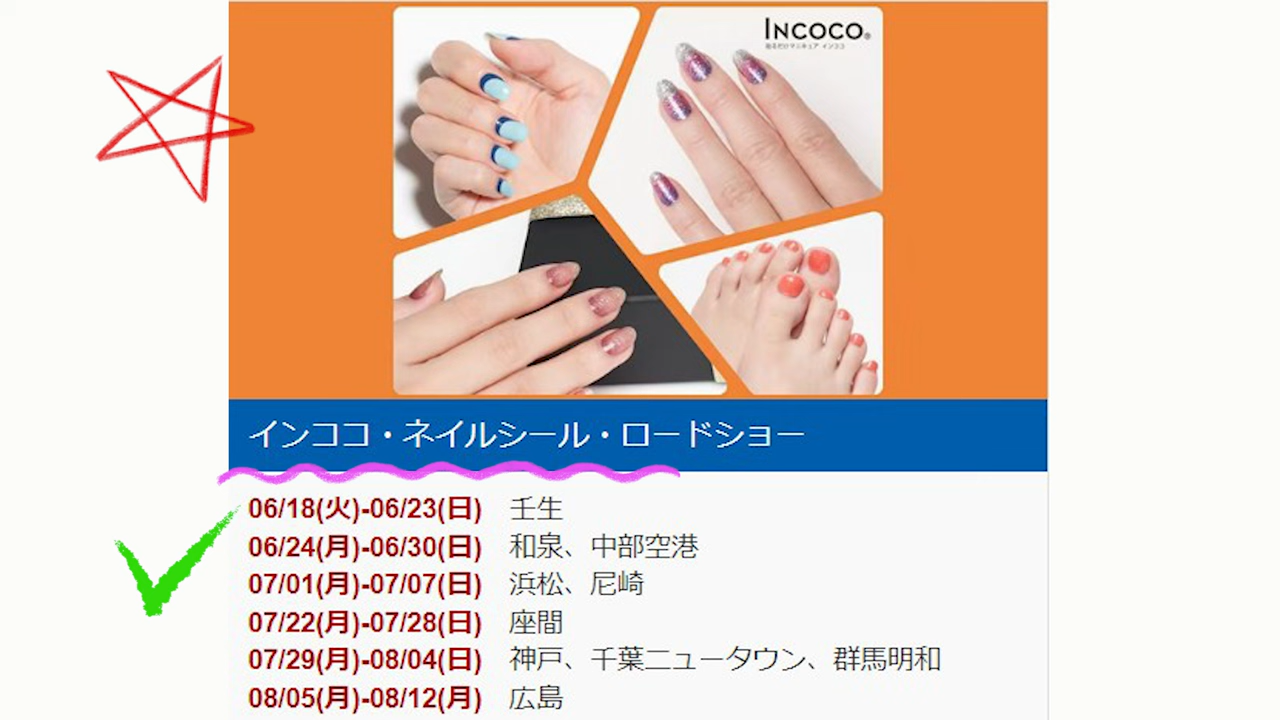 INCOCO®
貼るだけマニキュア インココ
インココ・ネイルシール・ロードショー
06/18(火)-06/23(日) 壬生
06/24(月)-06/30(日) 和泉、中部空港
07/01(月)-07/07(日) 浜松、尼崎
07/22(月)-07/28(日) 座間
07/29(月)-08/04(日) 神戸、千葉ニュータウン、群馬明和
08/05(月)-08/12(月) 広島